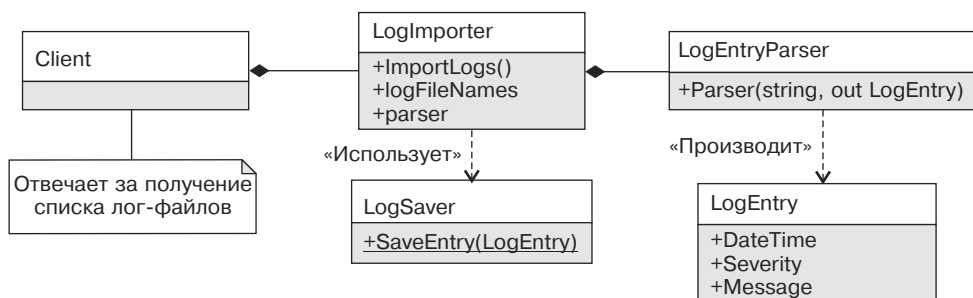 Client
Отвечает за получение
списка лог-файлов
LogImporter
+ImportLogs()
+logFileNames
+parser
«Использует»
LogSaver
+SaveEntry(LogEntry)
LogEntryParser
+Parser(string, out LogEntry)
«Производит»
LogEntry
+DateTime
+Severity
+Message